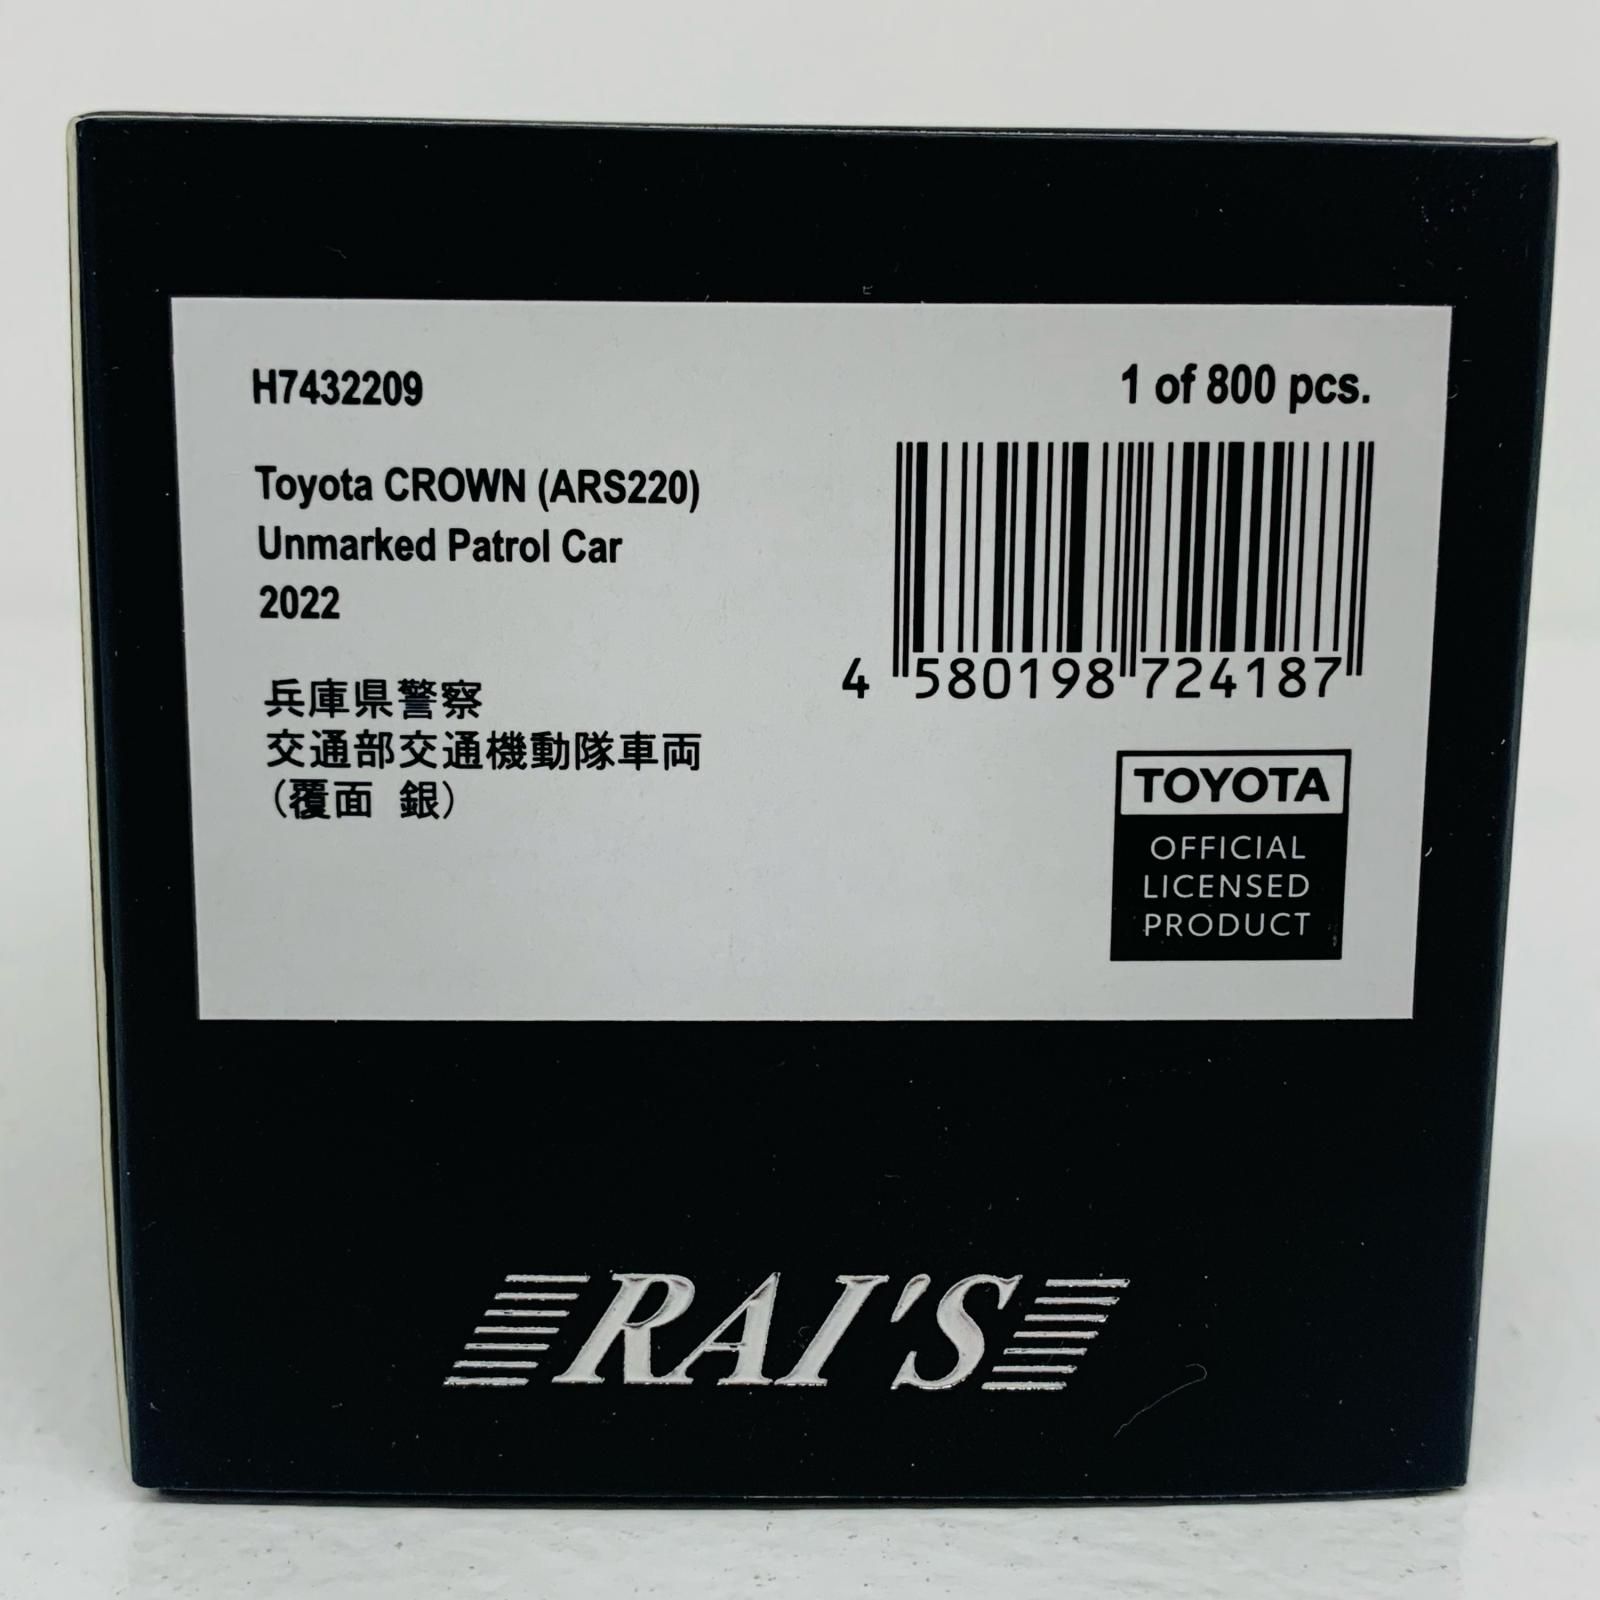 H7432209
1 of 800 pcs.
Toyota CROWN (ARS220)
Unmarked Patrol Car
2022
兵庫県警察
交通部交通機動隊車両
(覆面 銀)
4 580198 724187
TOYOTA
OFFICIAL
LICENSED
PRODUCT
RAI'S